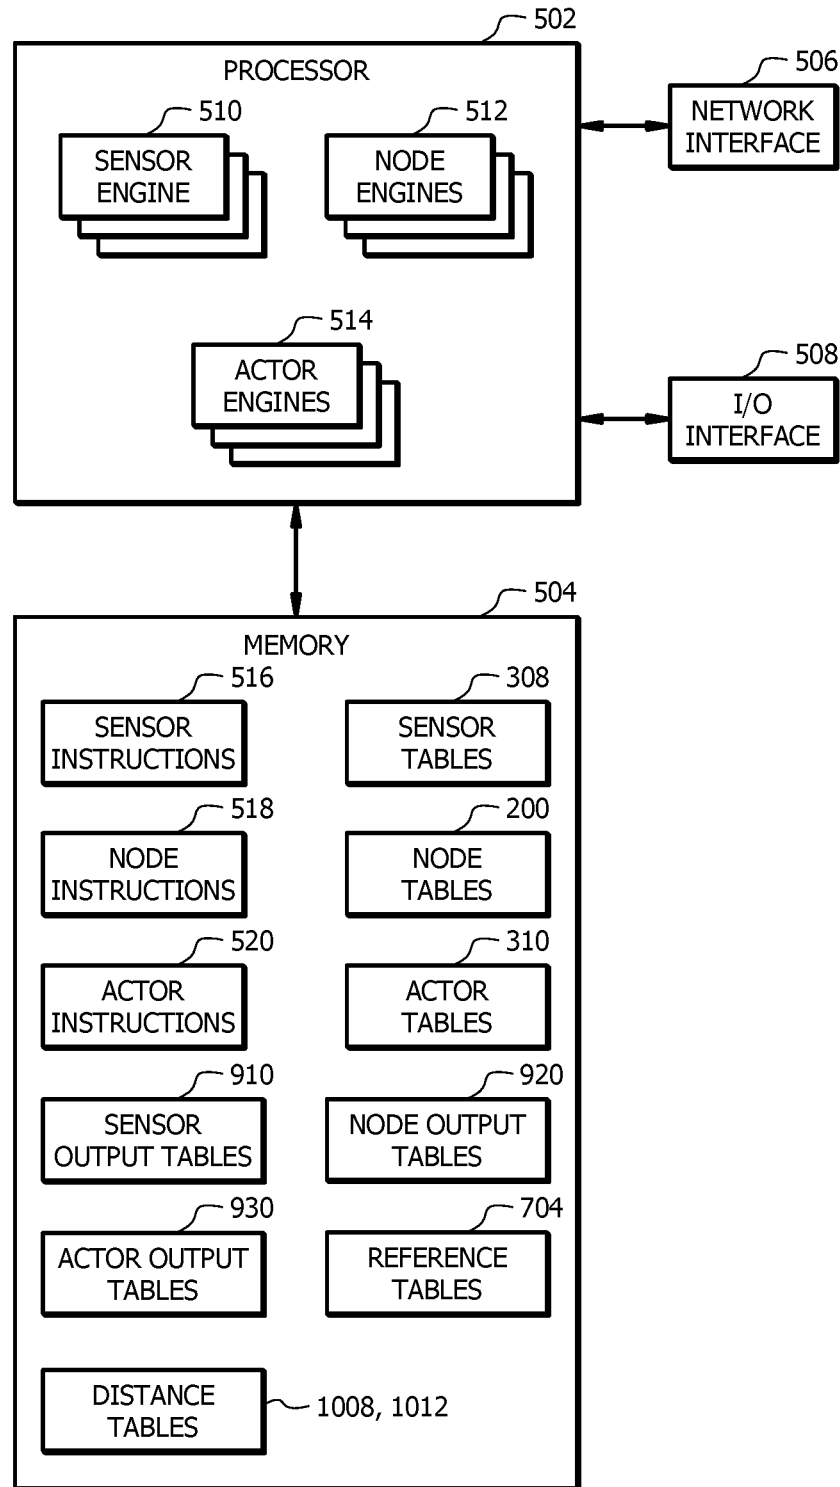 502
PROCESSOR
506
NETWORK
INTERFACE
510
SENSOR
ENGINE
512
NODE
ENGINES
514
ACTOR
ENGINES
508
I/O
INTERFACE
504
MEMORY
516
SENSOR
INSTRUCTIONS
308
SENSOR
TABLES
518
NODE
INSTRUCTIONS
200
NODE
TABLES
520
ACTOR
INSTRUCTIONS
310
ACTOR
TABLES
910
SENSOR
OUTPUT TABLES
920
NODE OUTPUT
TABLES
930
ACTOR OUTPUT
TABLES
704
REFERENCE
TABLES
DISTANCE
TABLES
1008, 1012